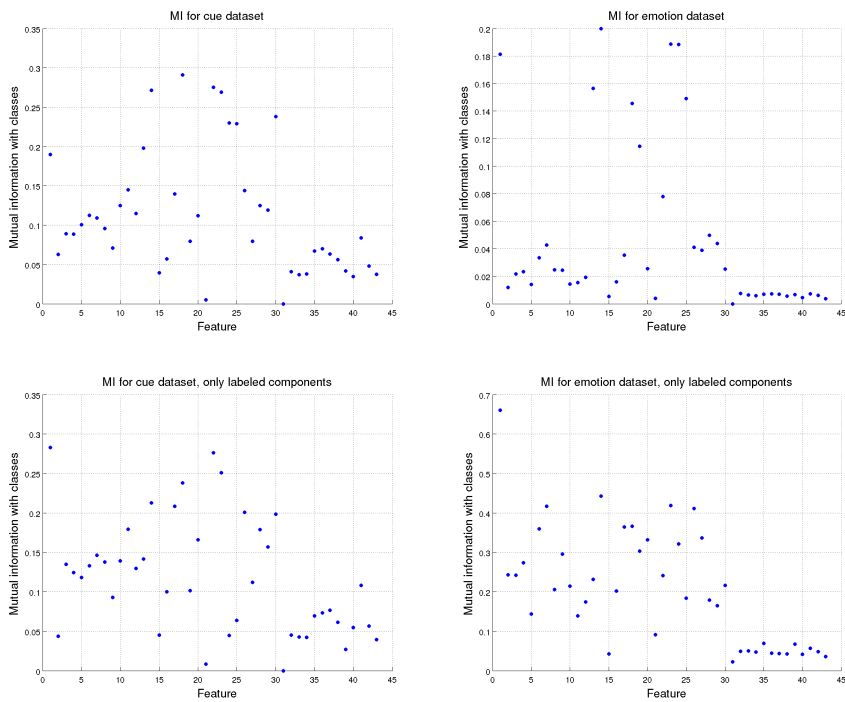 MI for cue dataset
0.35
0.3
0.25
0.2
0.15
0.1
0.05
0
Mutual information with classes
0 5 10 15 20 25 30 35 40 45
Feature
MI for emotion dataset
0.2
0.18
0.16
0.14
0.12
0.1
0.08
0.06
0.04
0.02
0
Mutual information with classes
0 5 10 15 20 25 30 35 40 45
Feature
MI for cue dataset, only labeled components
0.35
0.3
0.25
0.2
0.15
0.1
0.05
0
Mutual information with classes
0 5 10 15 20 25 30 35 40 45
Feature
MI for emotion dataset, only labeled components
0.7
0.6
0.5
0.4
0.3
0.2
0.1
0
Mutual information with classes
0 5 10 15 20 25 30 35 40 45
Feature